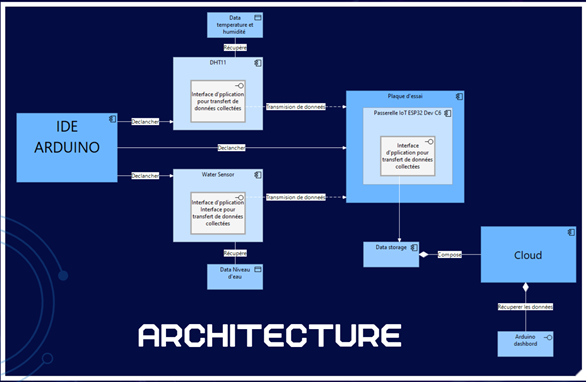 Data
temperature et
humidité
Récupère
DHT11
Interface d'pplication
pour transfert de
données collectées
Declancher
Transmision de données
IDE
ARDUINO
Declancher
Plaque d'essai
Passerelle IoT ESP32 Dev C6
Interface
d'pplication pour
transfert de données
collectées
Declancher
Water Sensor
Interface d'pplication
Interface pour
transfert de données
collectées
Transmision de données
Récupère
Data Niveau
d'eau
Data storage
Compose
Cloud
Récuperer les données
Arduino
dashbord
ARCHITECTURE